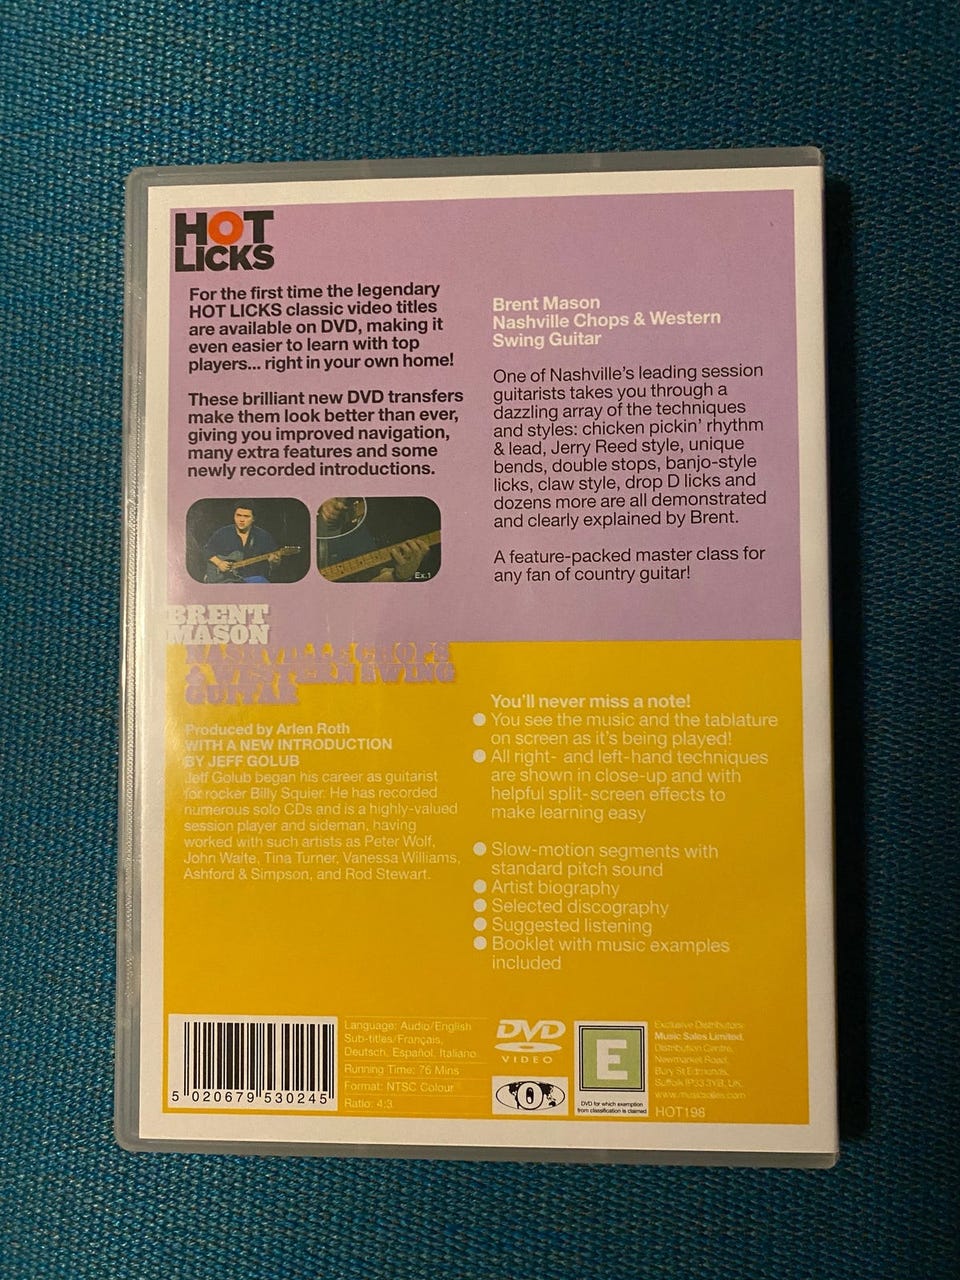 HOT
LICKS
For the first time the legendary
HOT LICKS classic video titles
are available on DVD, making it
even easier to learn with top
players... right in your own home!
These brilliant new DVD transfers
make them look better than ever,
giving you improved navigation,
many extra features and some
newly recorded introductions.
Ex.1
BRENT
MASON
NASHVILLE CHOPS
& WESTERN SWING
GUITAR
Produced by Arlen Roth
WITH A NEW INTRODUCTION
BY JEFF GOLUB
Jeff Golub began his career as guitarist
for rocker Billy Squier. He has recorded
numerous solo CDs and is a highly-valued
session player and sideman, having
worked with such artists as Peter Wolf,
John Waite, Tina Turner, Vanessa Williams,
Ashford & Simpson, and Rod Stewart.
Brent Mason
Nashville Chops & Western
Swing Guitar
One of Nashville's leading session
guitarists takes you through a
dazzling array of the techniques
and styles: chicken pickin' rhythm
& lead, Jerry Reed style, unique
bends, double stops, banjo-style
licks, claw style, drop D licks and
dozens more are all demonstrated
and clearly explained by Brent.
A feature-packed master class for
any fan of country guitar!
You'll never miss a note!
● You see the music and the tablature
on screen as it's being played!
● All right- and left-hand techniques
are shown in close-up and with
helpful split-screen effects to
make learning easy
● Slow-motion segments with
standard pitch sound
● Artist biography
● Selected discography
● Suggested listening
● Booklet with music examples
included
5 020679 530245
Language: Audio/English
Sub-titles/Français,
Deutsch, Español, Italiano
Running Time: 76 Mins
Format: NTSC Colour
Ratio: 4:3
DVD
VIDEO
0
E
DVD for which exemption
from classification is claimed
Exclusive Distributors:
Music Sales Limited,
Distribution Centre,
Newmarket Road,
Bury St Edmunds,
Suffolk IP33 3YB, UK.
www.musicsales.com
HOT198